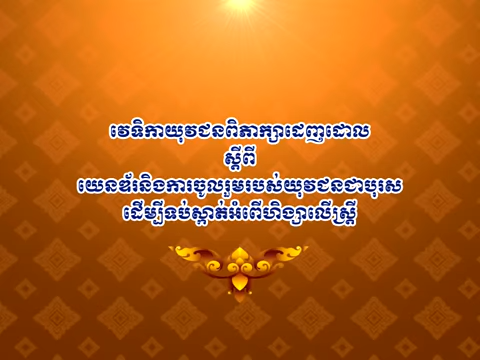 វេទិកាយុវជនពិភាក្សាដេញដោល
ស្តីពី
យេនឌ័រនិងការចូលរួមរបស់យុវជនជាបុរស
ដើម្បីទប់ស្កាត់អំពើហិង្សាលើស្ត្រី